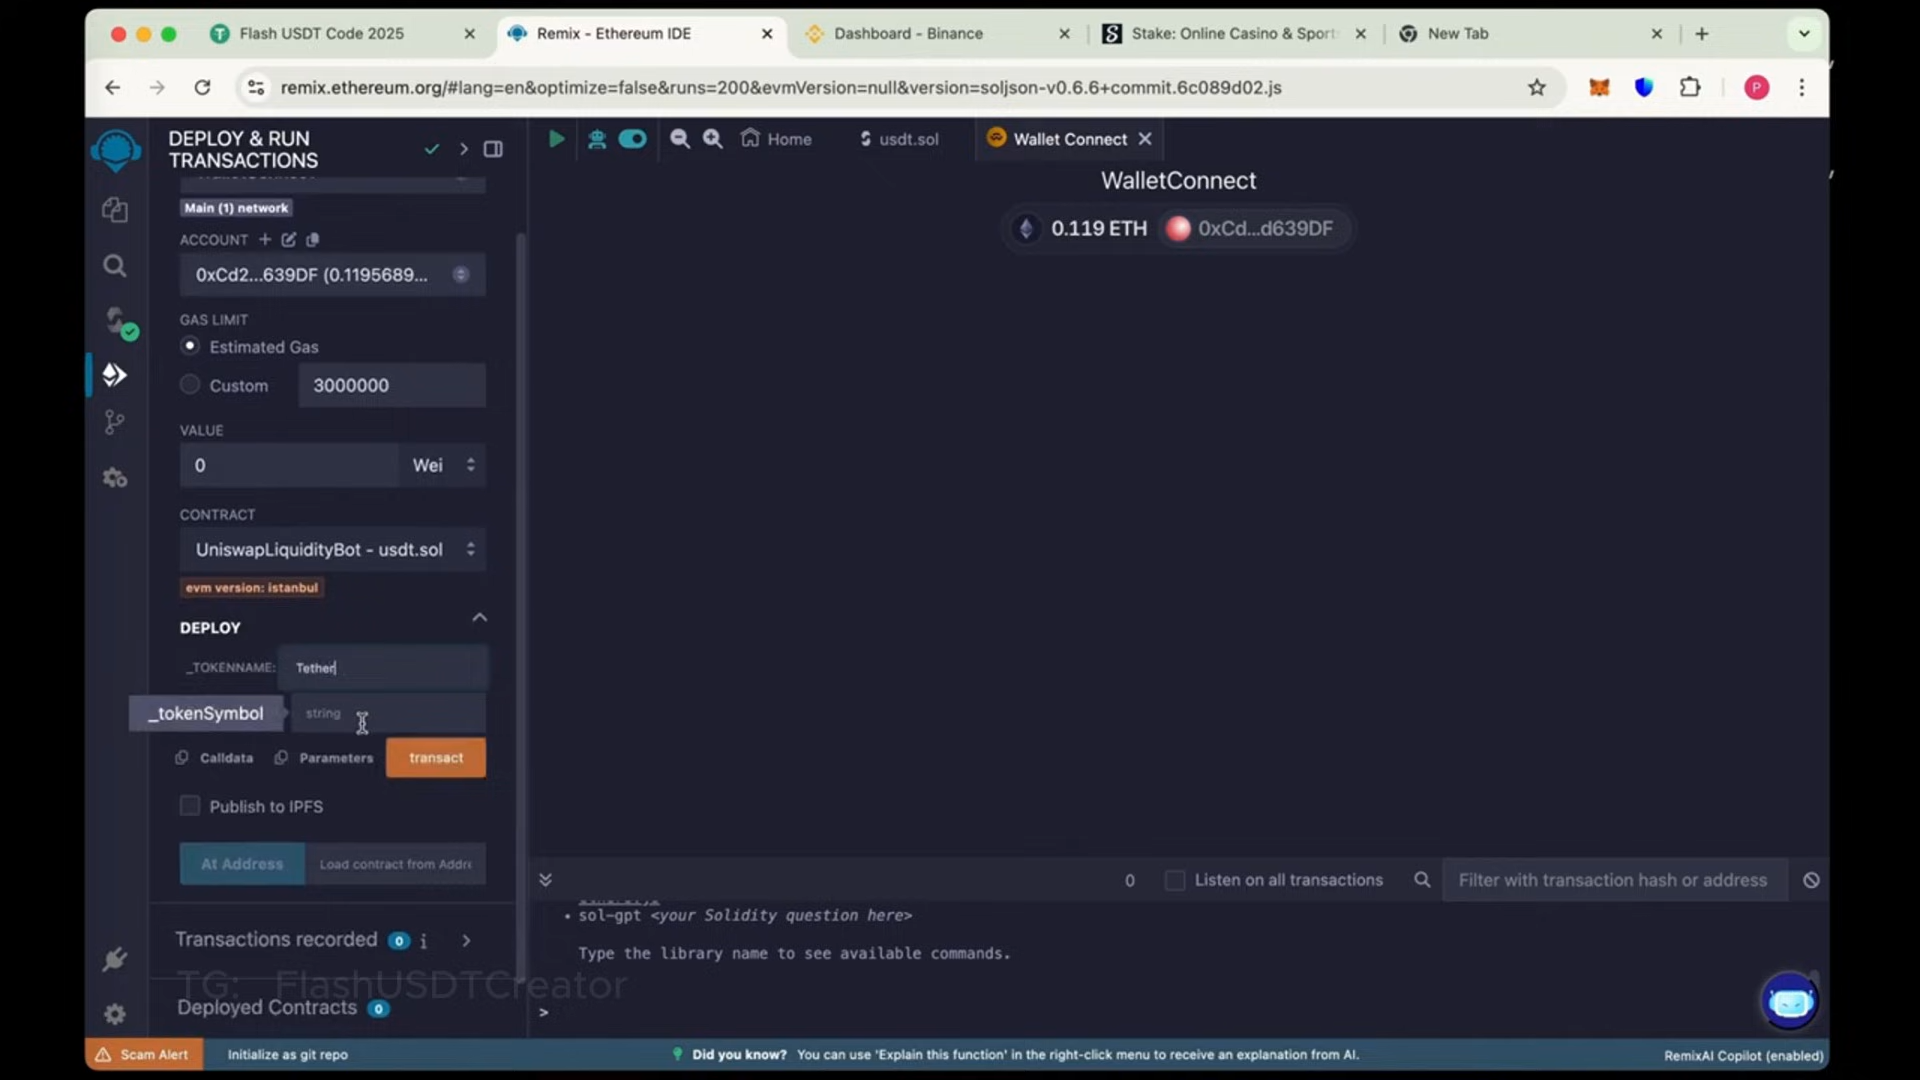 Flash USDT Code 2025
Remix - Ethereum IDE
Dashboard - Binance
Stake: Online Casino & Sport
New Tab
remix.ethereum.org/#lang=en&optimize=false&runs=200&evmVersion=null&version=soljson-v0.6.6+commit.6c089d02.js
P
DEPLOY & RUN
TRANSACTIONS
Home
usdt.sol
Wallet Connect
WalletConnect
0.119 ETH
0xCd...d639DF
Main (1) network
ACCOUNT
0xCd2...639DF (0.1195689...
GAS LIMIT
Estimated Gas
Custom
3000000
VALUE
0
Wei
CONTRACT
UniswapLiquidityBot - usdt.sol
evm version: istanbul
DEPLOY
_TOKENNAME:
Tether
_tokenSymbol
string
Calldata
Parameters
transact
Publish to IPFS
At Address
Load contract from Addre
0
Listen on all transactions
Filter with transaction hash or address
• sol-gpt <your Solidity question here>
Type the library name to see available commands.
>
Transactions recorded 0 i
TG: FlashUSDTCreator
Deployed Contracts 0
Scam Alert
Initialize as git repo
Did you know? You can use 'Explain this function' in the right-click menu to receive an explanation from AI.
RemixAI Copilot (enabled)